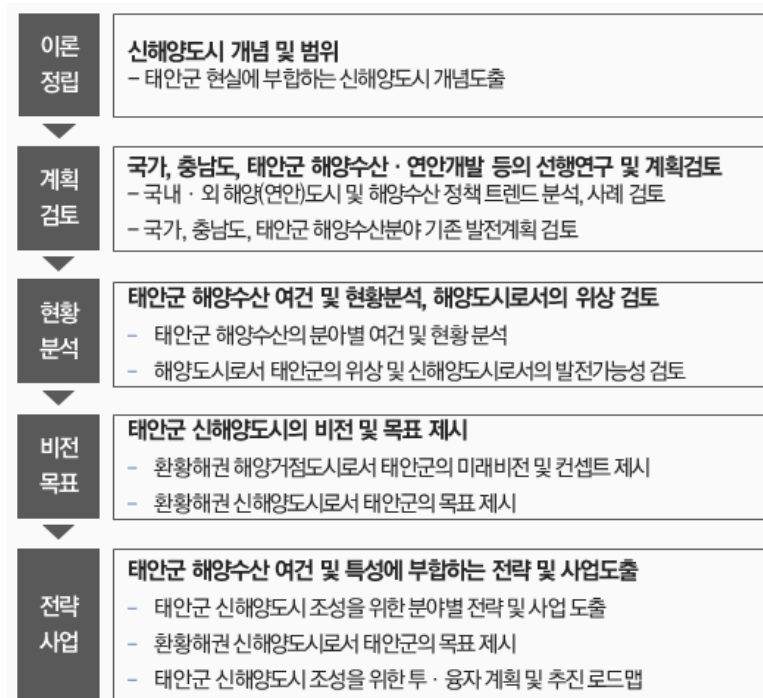 이론
정립
신해양도시 개념 및 범위
– 태안군 현실에 부합하는 신해양도시 개념도출
계획
검토
국가, 충남도, 태안군 해양수산 · 연안개발 등의 선행연구 및 계획검토
– 국내 · 외 해양(연안)도시 및 해양수산 정책 트렌드 분석, 사례 검토
– 국가, 충남도, 태안군 해양수산분야 기존 발전계획 검토
현황
분석
태안군 해양수산 여건 및 현황분석, 해양도시로서의 위상 검토
– 태안군 해양수산의 분아별 여건 및 현황 분석
– 해양도시로서 태안군의 위상 및 신해양도시로서의 발전가능성 검토
비전
목표
태안군 신해양도시의 비전 및 목표 제시
– 환황해권 해양거점도시로서 태안군의 미래비전 및 컨셉트 제시
– 환황해권 신해양도시로서 태안군의 목표 제시
전략
사업
태안군 해양수산 여건 및 특성에 부합하는 전략 및 사업도출
– 태안군 신해양도시 조성을 위한 분야별 전략 및 사업 도출
– 환황해권 신해양도시로서 태안군의 목표 제시
– 태안군 신해양도시 조성을 위한 투 · 융자 계획 및 추진 로드맵